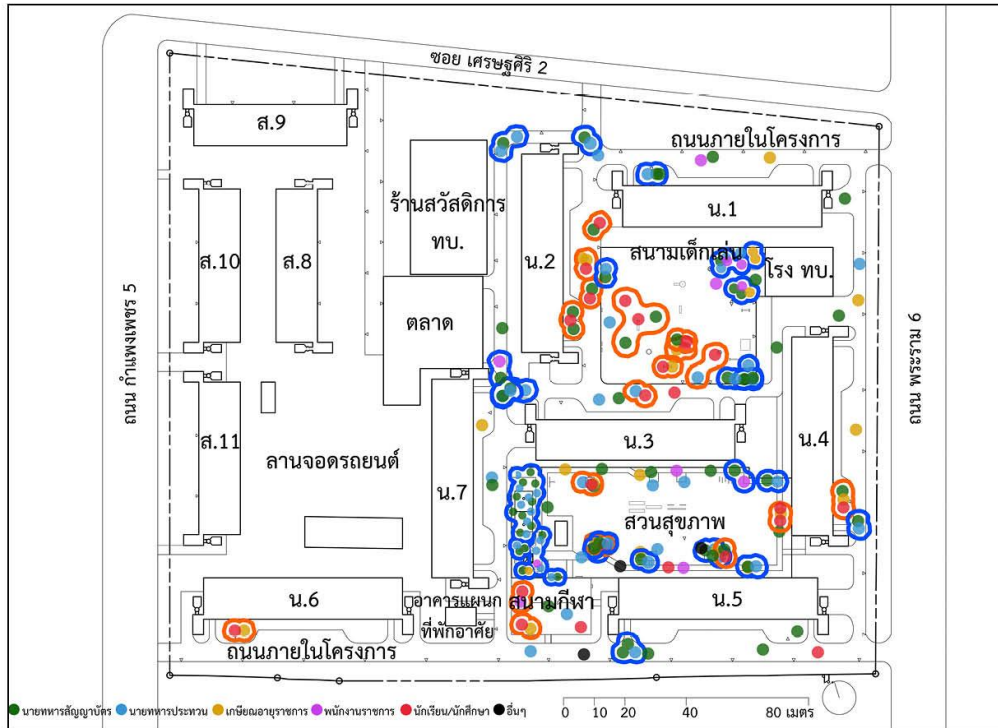 ซอย เศรษฐศิริ 2
ส.9
ถนนภายในโครงการ
ร้านสวัสดิการ
ทบ.
น.1
สนามเด็กเล่น
โรง ทบ.
ส.10
ส.8
น.2
ตลาด
ถนน กำแพงเพชร 5
ถนน พระราม 6
ส.11
ลานจอดรถยนต์
น.7
น.3
น.4
สวนสุขภาพ
น.6
อาคารแผนก
ที่พักอาศัย
สนามกีฬา
น.5
ถนนภายในโครงการ
น.
นายทหารสัญญาบัตร นายทหารประทวน เกษียณอายุราชการ พนักงานราชการ นักเรียน/นักศึกษา อื่นๆ
0 10 20 40 80 เมตร